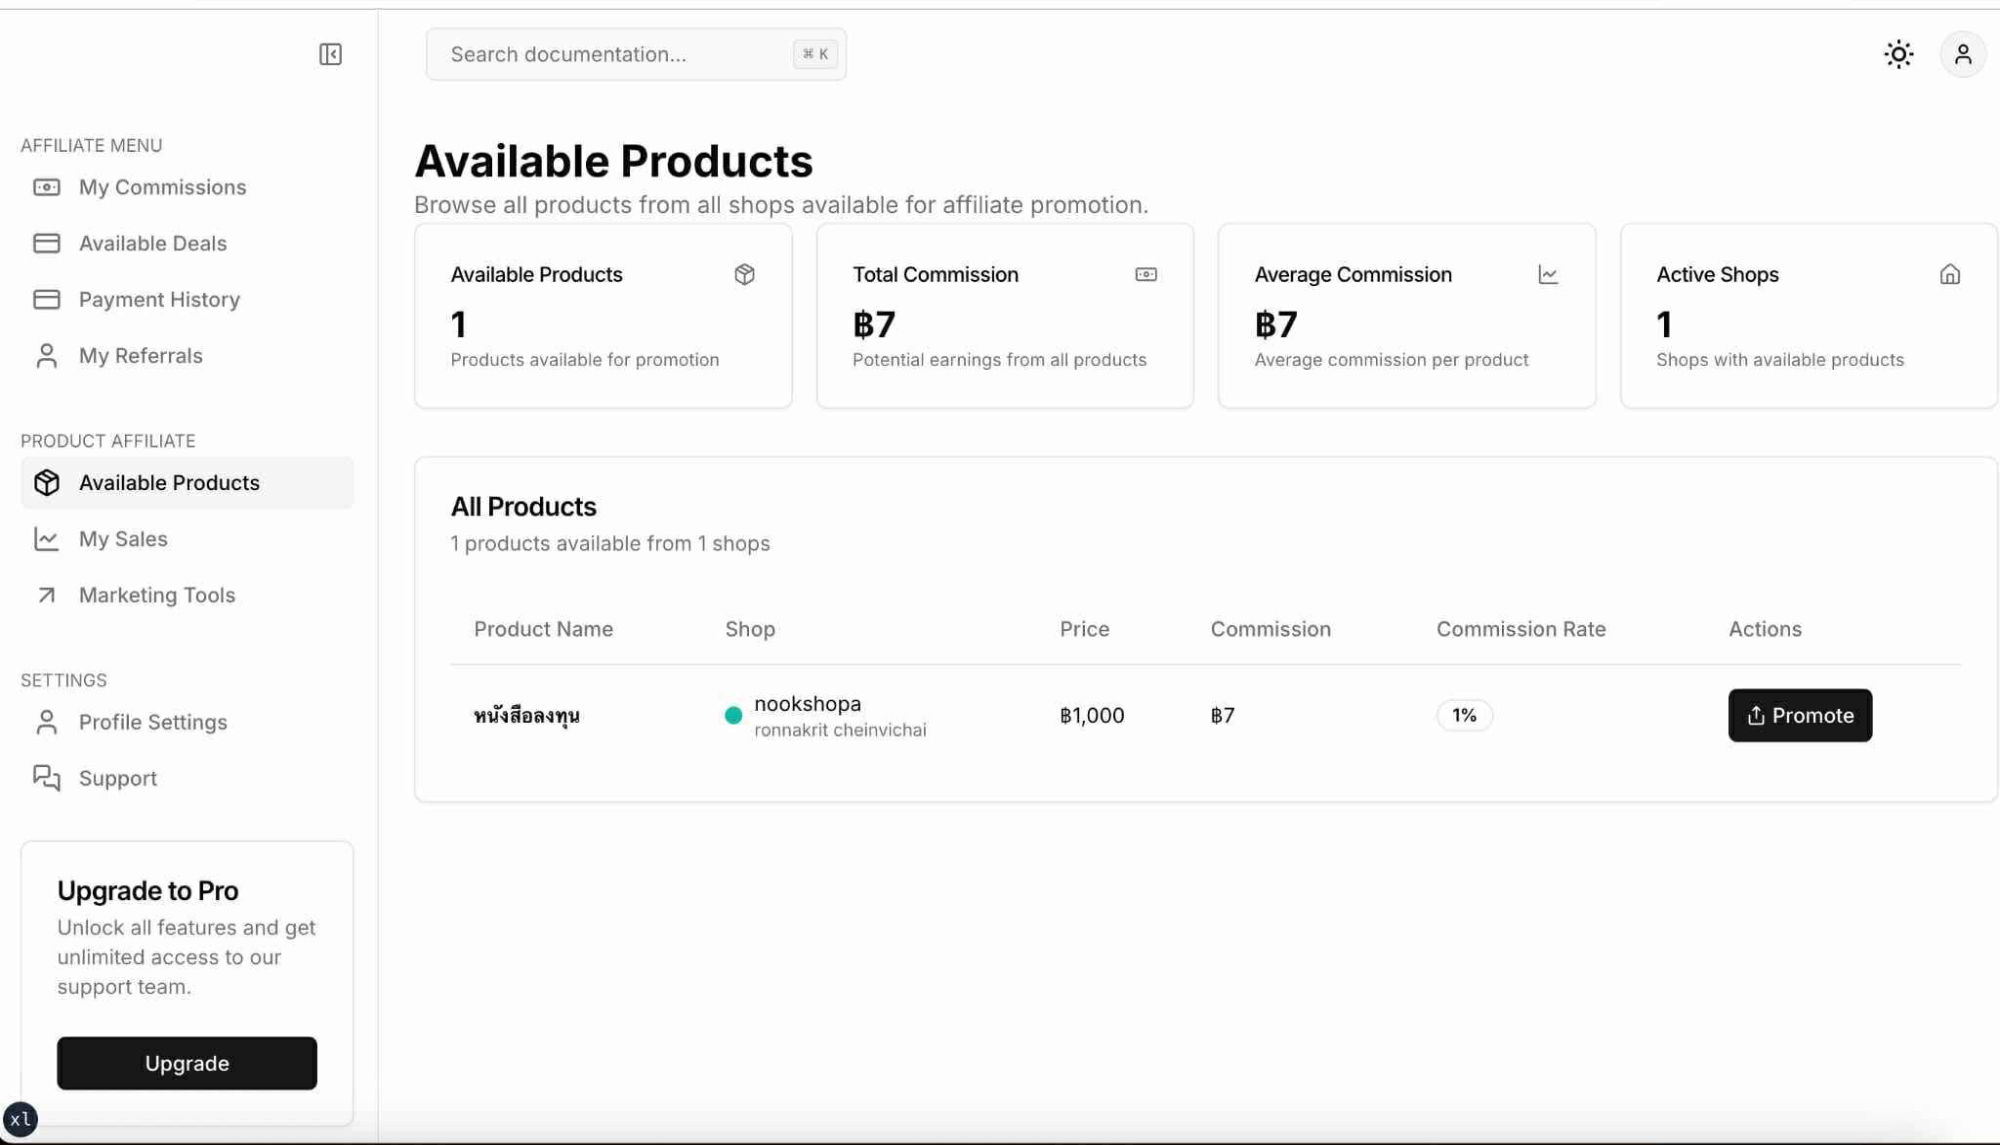 Search documentation...
⌘ K
AFFILIATE MENU
My Commissions
Available Deals
Payment History
My Referrals
PRODUCT AFFILIATE
Available Products
My Sales
Marketing Tools
SETTINGS
Profile Settings
Support
Upgrade to Pro
Unlock all features and get
unlimited access to our
support team.
Upgrade
xl
Available Products
Browse all products from all shops available for affiliate promotion.
Available Products
1
Products available for promotion
Total Commission
฿7
Potential earnings from all products
Average Commission
฿7
Average commission per product
Active Shops
1
Shops with available products
All Products
1 products available from 1 shops
Product Name Shop Price Commission Commission Rate Actions
หนังสือลงทุน nookshopa ฿1,000 ฿7 1% Promote
ronnakrit cheinvichai